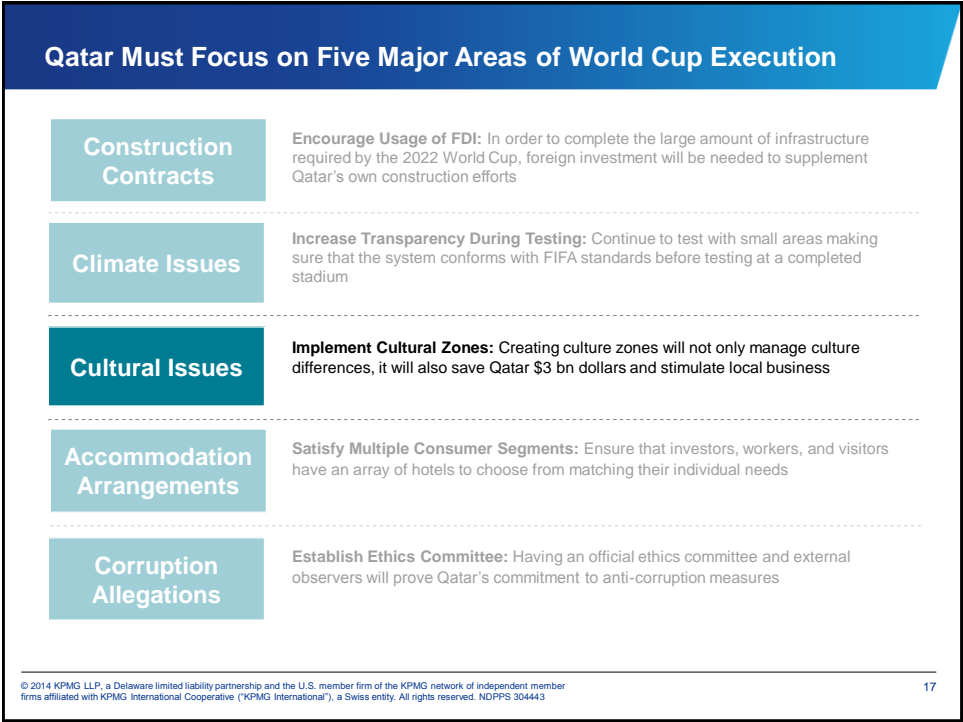 Qatar Must Focus on Five Major Areas of World Cup Execution
Construction
Contracts
Encourage Usage of FDI: In order to complete the large amount of infrastructure
required by the 2022 World Cup, foreign investment will be needed to supplement
Qatar's own construction efforts
Climate Issues
Increase Transparency During Testing: Continue to test with small areas making
sure that the system conforms with FIFA standards before testing at a completed
stadium
Cultural Issues
Implement Cultural Zones: Creating culture zones will not only manage culture
differences, it will also save Qatar $3 bn dollars and stimulate local business
Accommodation
Arrangements
Satisfy Multiple Consumer Segments: Ensure that investors, workers, and visitors
have an array of hotels to choose from matching their individual needs
Corruption
Allegations
Establish Ethics Committee: Having an official ethics committee and external
observers will prove Qatar's commitment to anti-corruption measures
© 2014 KPMG LLP, a Delaware limited liability partnership and the U.S. member firm of the KPMG network of independent member
firms affiliated with KPMG International Cooperative ("KPMG International"), a Swiss entity. All rights reserved. NDPPS 304443
17